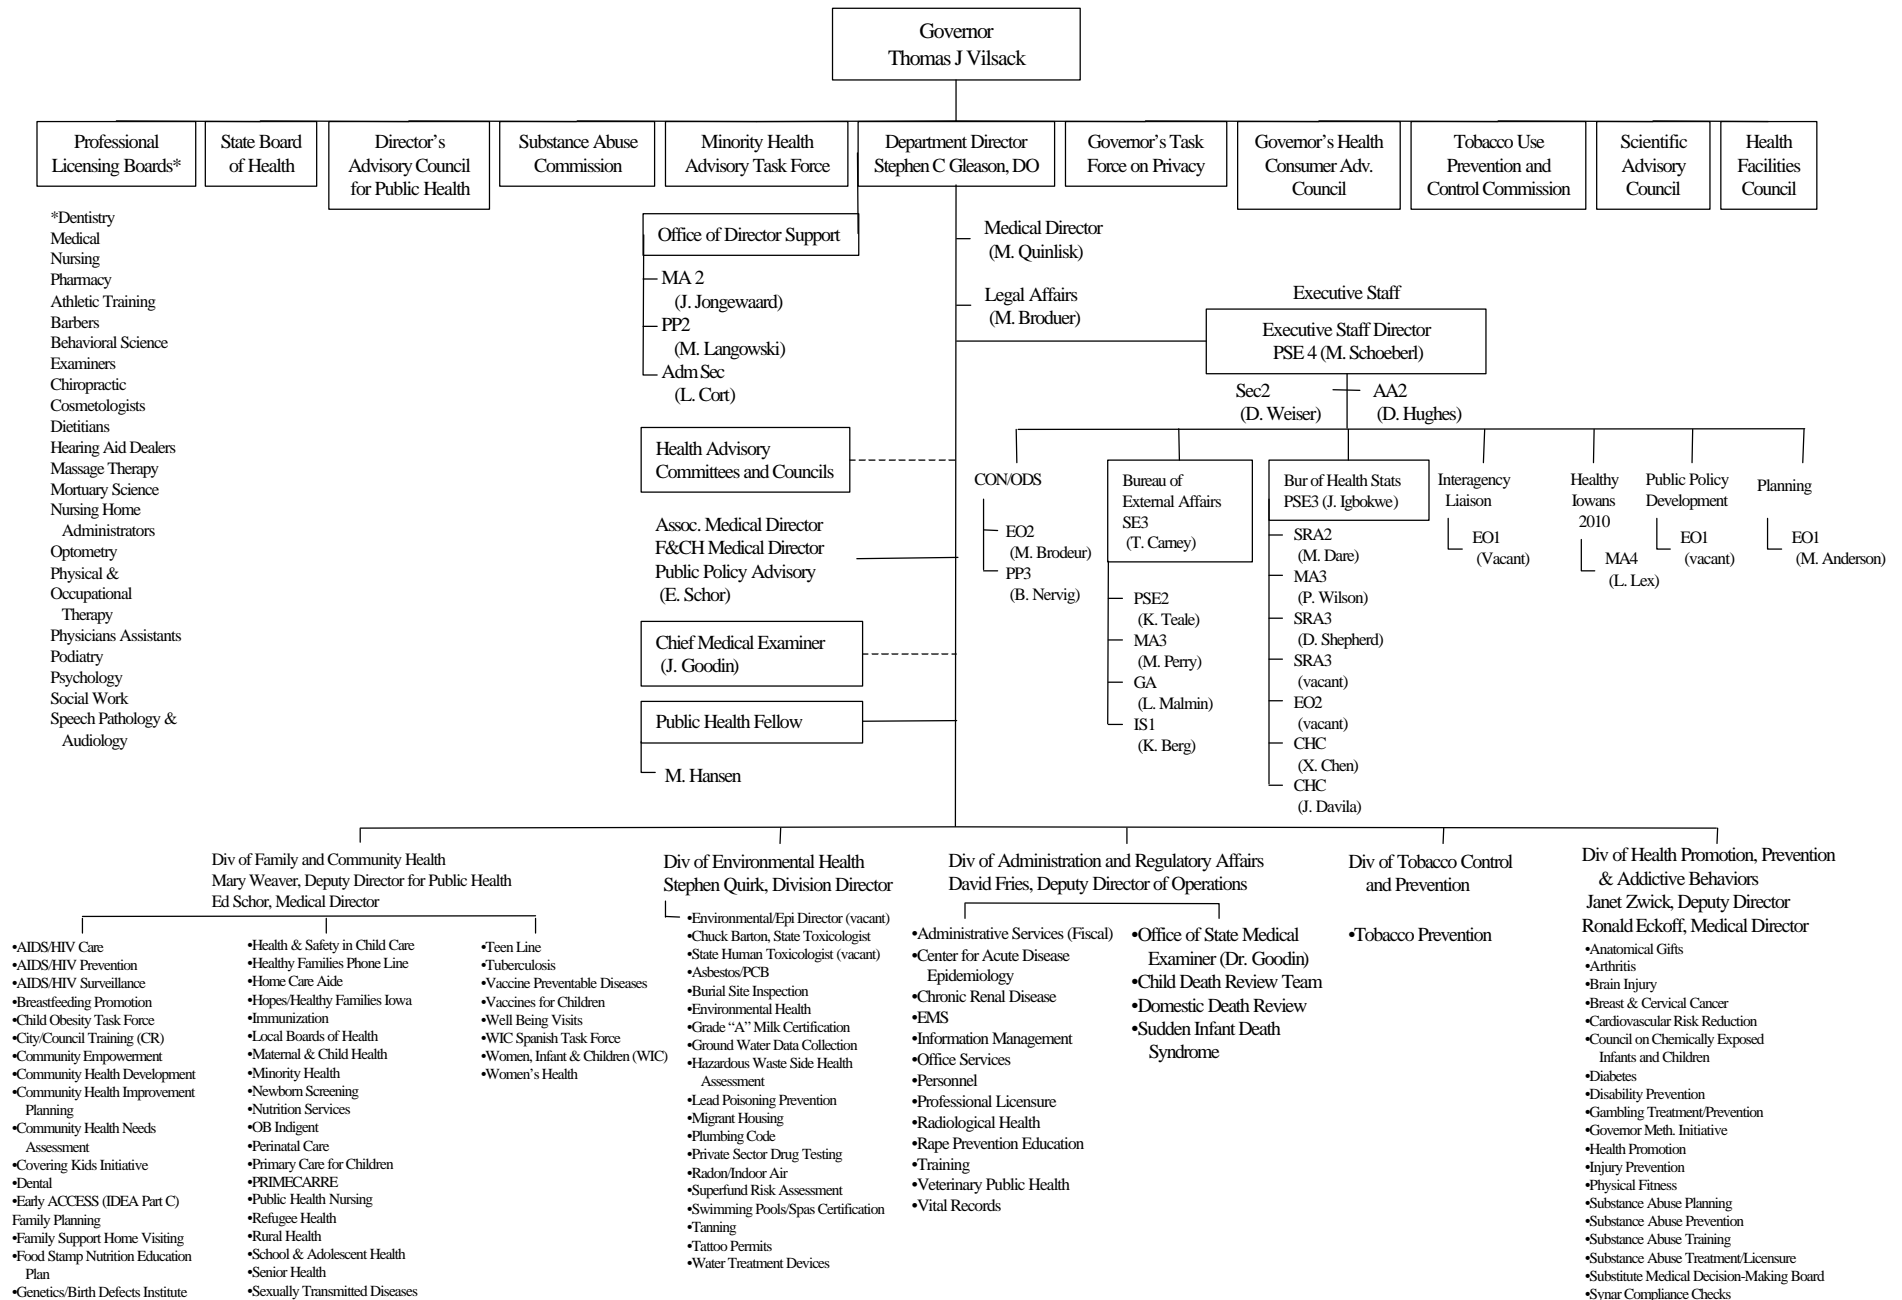 Governor
Thomas J Vilsack
Professional
Licensing Boards*
State Board
of Health
Director’s
Advisory Council
for Public Health
Substance Abuse
Commission
Minority Health
Advisory Task Force
Department Director
Stephen C Gleason, DO
Governor’s Task
Force on Privacy
Governor’s Health
Consumer Adv.
Council
Tobacco Use
Prevention and
Control Commission
Scientific
Advisory
Council
Health
Facilities
Council
*Dentistry
Medical
Nursing
Pharmacy
Athletic Training
Barbers
Behavioral Science
Examiners
Chiropractic
Cosmetologists
Dietitians
Hearing Aid Dealers
Massage Therapy
Mortuary Science
Nursing Home
Administrators
Optometry
Physical &
Occupational
Therapy
Physicians Assistants
Podiatry
Psychology
Social Work
Speech Pathology &
Audiology
Office of Director Support
MA 2
(J. Jongewaard)
PP2
(M. Langowski)
Adm Sec
(L. Cort)
Health Advisory
Committees and Councils
Assoc. Medical Director
F&CH Medical Director
Public Policy Advisory
(E. Schor)
Chief Medical Examiner
(J. Goodin)
Public Health Fellow
M. Hansen
Medical Director
(M. Quinlisk)
Legal Affairs
(M. Broduer)
Executive Staff
Executive Staff Director
PSE 4 (M. Schoeberl)
Sec2
(D. Weiser)
AA2
(D. Hughes)
CON/ODS
EO2
(M. Brodeur)
PP3
(B. Nervig)
Bureau of
External Affairs
SE3
(T. Carney)
PSE2
(K. Teale)
MA3
(M. Perry)
GA
(L. Malmin)
IS1
(K. Berg)
Bur of Health Stats
PSE3 (J. Igbokwe)
SRA2
(M. Dare)
MA3
(P. Wilson)
SRA3
(D. Shepherd)
SRA3
(vacant)
EO2
(vacant)
CHC
(X. Chen)
CHC
(J. Davila)
Interagency
Liaison
EO1
(Vacant)
Healthy
Iowans
2010
MA4
(L. Lex)
Public Policy
Development
EO1
(vacant)
Planning
EO1
(M. Anderson)
Div of Family and Community Health
Mary Weaver, Deputy Director for Public Health
Ed Schor, Medical Director
•AIDS/HIV Care
•AIDS/HIV Prevention
•AIDS/HIV Surveillance
•Breastfeeding Promotion
•Child Obesity Task Force
•City/Council Training (CR)
•Community Empowerment
•Community Health Development
•Community Health Improvement
Planning
•Community Health Needs
Assessment
•Covering Kids Initiative
•Dental
•Early ACCESS (IDEA Part C)
Family Planning
•Family Support Home Visiting
•Food Stamp Nutrition Education
Plan
•Genetics/Birth Defects Institute
•Health & Safety in Child Care
•Healthy Families Phone Line
•Home Care Aide
•Hopes/Healthy Families Iowa
•Immunization
•Local Boards of Health
•Maternal & Child Health
•Minority Health
•Newborn Screening
•Nutrition Services
•OB Indigent
•Perinatal Care
•Primary Care for Children
•PRIMECARRE
•Public Health Nursing
•Refugee Health
•Rural Health
•School & Adolescent Health
•Senior Health
•Sexually Transmitted Diseases
•Teen Line
•Tuberculosis
•Vaccine Preventable Diseases
•Vaccines for Children
•Well Being Visits
•WIC Spanish Task Force
•Women, Infant & Children (WIC)
•Women’s Health
Div of Environmental Health
Stephen Quirk, Division Director
•Environmental/Epi Director (vacant)
•Chuck Barton, State Toxicologist
•State Human Toxicologist (vacant)
•Asbestos/PCB
•Burial Site Inspection
•Environmental Health
•Grade “A” Milk Certification
•Ground Water Data Collection
•Hazardous Waste Side Health
Assessment
•Lead Poisoning Prevention
•Migrant Housing
•Plumbing Code
•Private Sector Drug Testing
•Radon/Indoor Air
•Superfund Risk Assessment
•Swimming Pools/Spas Certification
•Tanning
•Tattoo Permits
•Water Treatment Devices
Div of Administration and Regulatory Affairs
David Fries, Deputy Director of Operations
•Administrative Services (Fiscal)
•Center for Acute Disease
Epidemiology
•Chronic Renal Disease
•EMS
•Information Management
•Office Services
•Personnel
•Professional Licensure
•Radiological Health
•Rape Prevention Education
•Training
•Veterinary Public Health
•Vital Records
•Office of State Medical
Examiner (Dr. Goodin)
•Child Death Review Team
•Domestic Death Review
•Sudden Infant Death
Syndrome
Div of Tobacco Control
and Prevention
•Tobacco Prevention
Div of Health Promotion, Prevention
& Addictive Behaviors
Janet Zwick, Deputy Director
Ronald Eckoff, Medical Director
•Anatomical Gifts
•Arthritis
•Brain Injury
•Breast & Cervical Cancer
•Cardiovascular Risk Reduction
•Council on Chemically Exposed
Infants and Children
•Diabetes
•Disability Prevention
•Gambling Treatment/Prevention
•Governor Meth. Initiative
•Health Promotion
•Injury Prevention
•Physical Fitness
•Substance Abuse Planning
•Substance Abuse Prevention
•Substance Abuse Training
•Substance Abuse Treatment/Licensure
•Substitute Medical Decision-Making Board
•Synar Compliance Checks